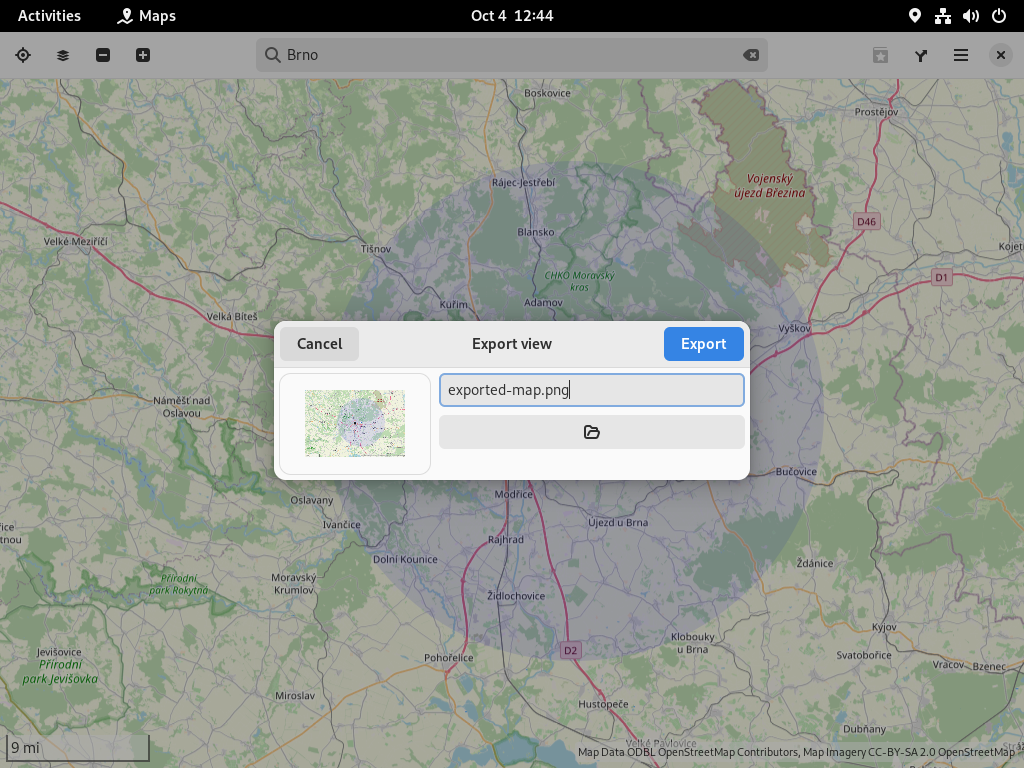 Activities
Maps
Oct 4 12:44
Brno
Boskovice
Prostějov
Vojenský
újezd Březina
Rájec-Jestřebí
D46
Blansko
Velké Meziříčí
Tišnov
CHKO Moravský
kras
D1
Kuřim
Adamov
Velká Bíteš
Vyškov
Cancel
Export view
Export
exported-map.png
Náměšť nad
Oslavou
Bučovice
Modřice
Oslavany
Ivančice
Újezd u Brna
Rajhrad
Dolní Kounice
Ždánice
Moravský
Krumlov
Přírodní
park Rokytná
Židlochovice
Kyjov
Klobouky
u Brna
Jevišovice
Přírodní
park Jevišovka
D2
Pohořelice
Svatobořice
Vracov
Bzenec
Miroslav
Hustopeče
Dubňany
Velké Pavlovice
9 mi
Map Data ODBL OpenStreetMap Contributors, Map Imagery CC-BY-SA 2.0 OpenStreetMap